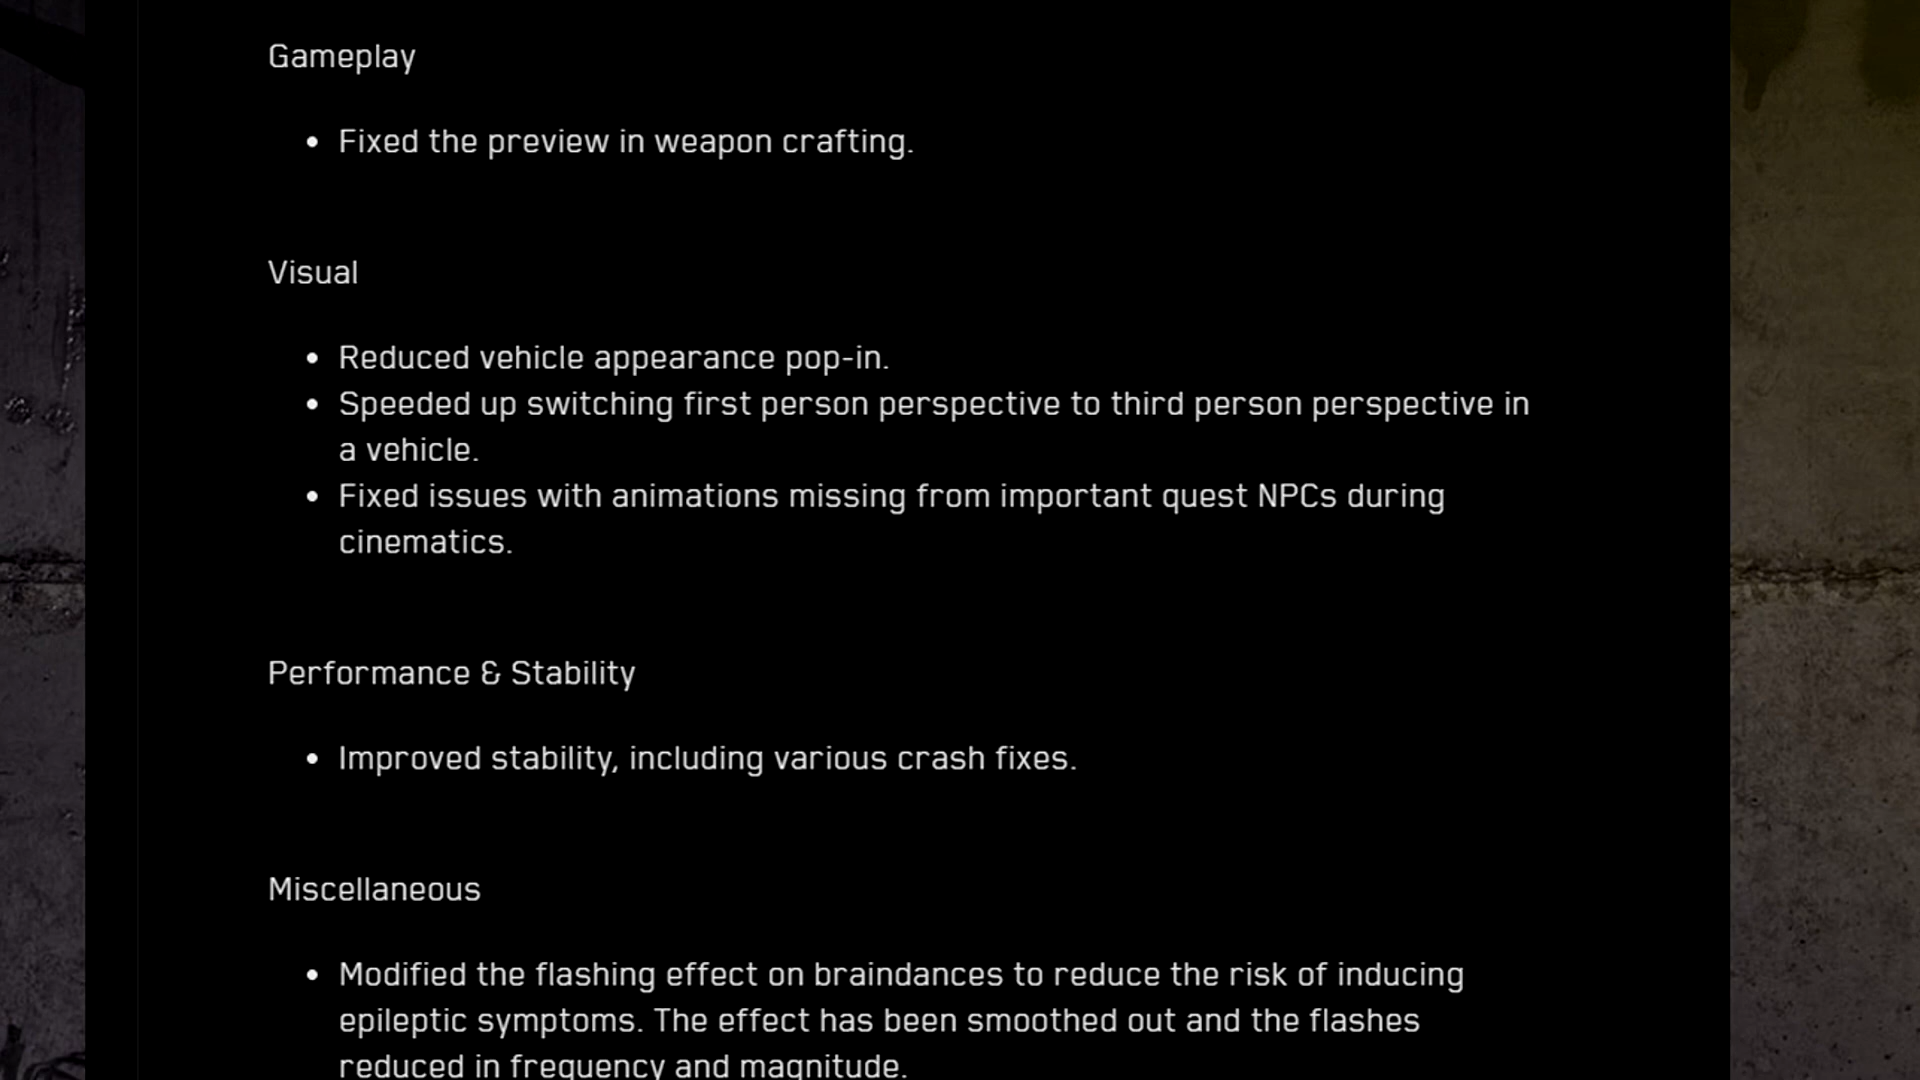 Gameplay
• Fixed the preview in weapon crafting.
Visual
• Reduced vehicle appearance pop-in.
• Speeded up switching first person perspective to third person perspective in
a vehicle.
• Fixed issues with animations missing from important quest NPCs during
cinematics.
Performance & Stability
• Improved stability, including various crash fixes.
Miscellaneous
• Modified the flashing effect on braindances to reduce the risk of inducing
epileptic symptoms. The effect has been smoothed out and the flashes
reduced in frequency and magnitude.